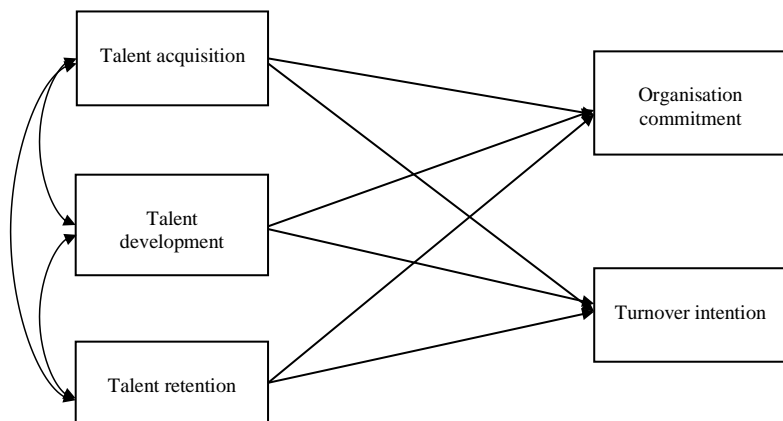 Talent acquisition
Organisation
commitment
Talent
development
Turnover intention
Talent retention